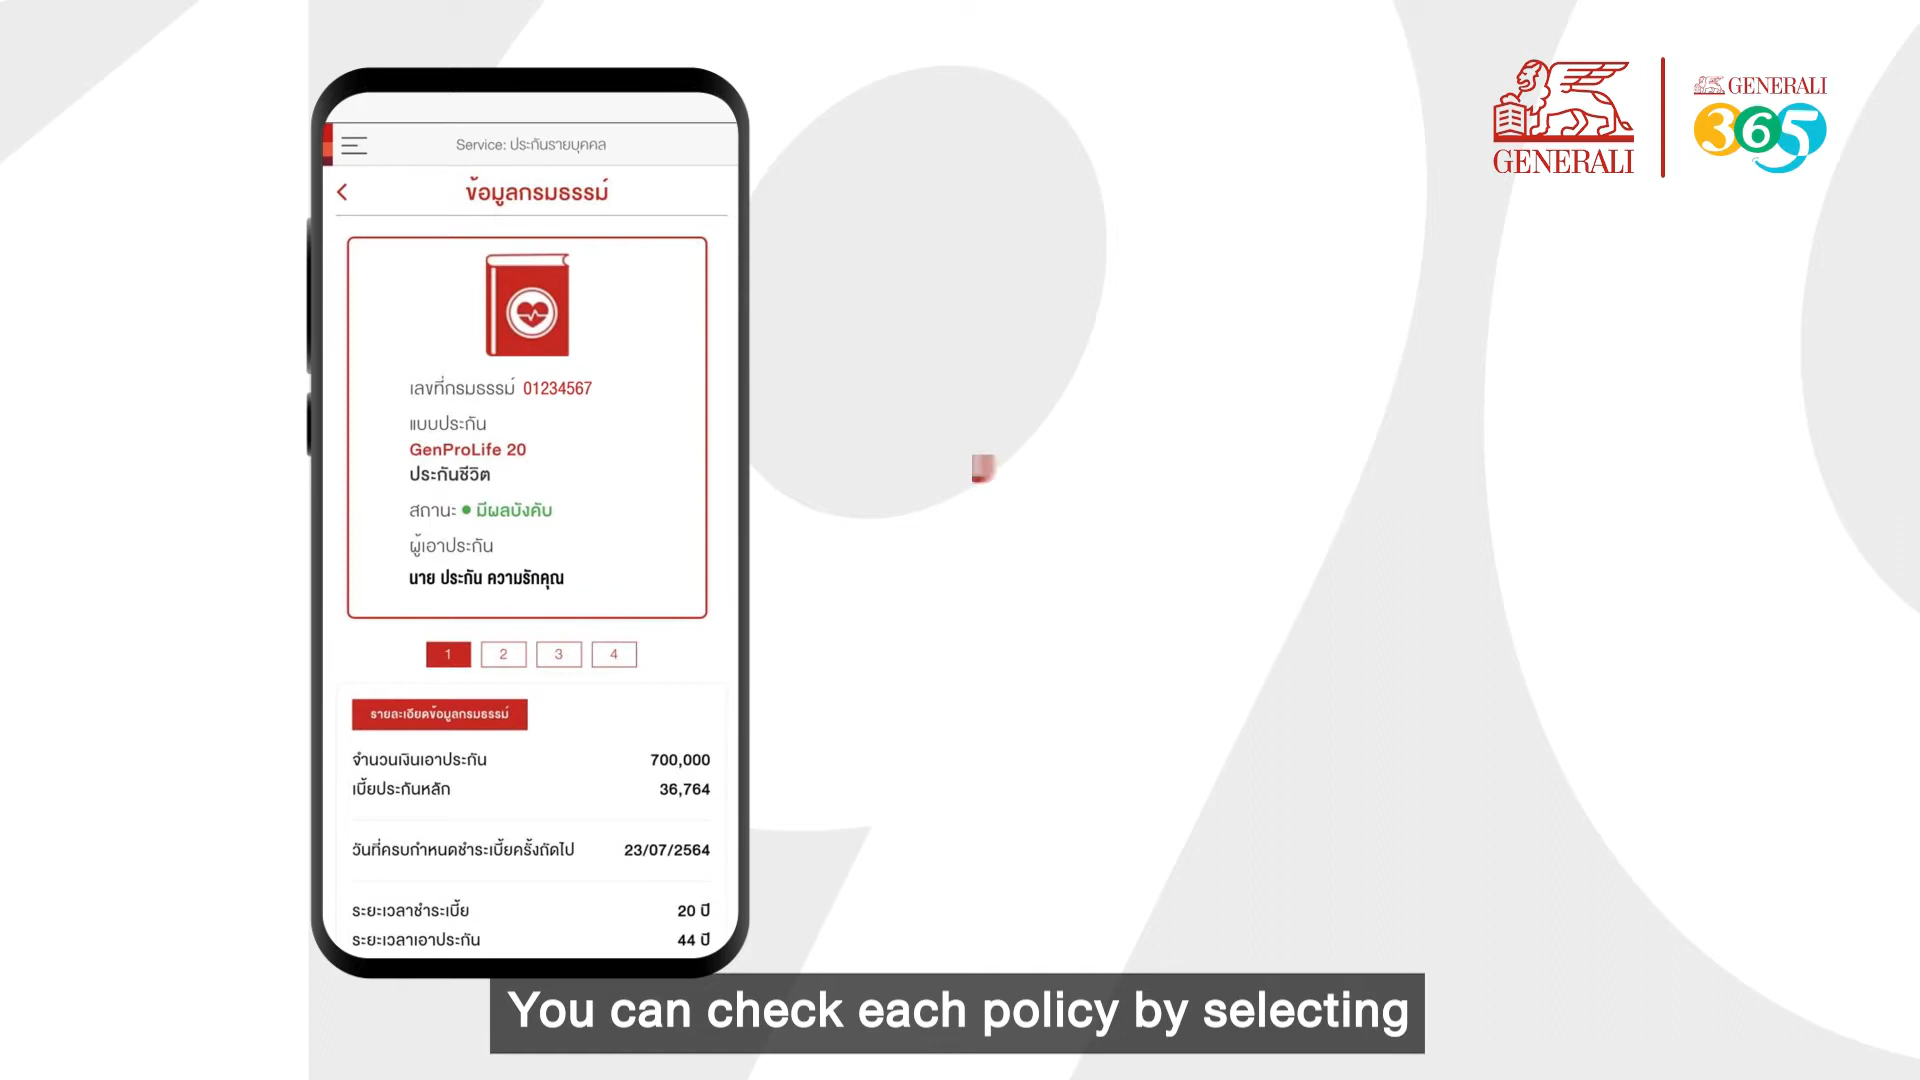 GENERALI
GENERALI
365
Service: ประกันรายบุคคล
ข้อมูลกรมธรรม์
เลขที่กรมธรรม์ 01234567
แบบประกัน
GenProLife 20
ประกันชีวิต
สถานะ มีผลบังคับ
ผู้เอาประกัน
นาย ประกัน ความรักคุณ
1 2 3 4
รายละเอียดข้อมูลกรมธรรม์
จำนวนเงินเอาประกัน 700,000
เบี้ยประกันหลัก 36,764
วันที่ครบกำหนดชำระเบี้ยครั้งถัดไป 23/07/2564
ระยะเวลาชำระเบี้ย 20 ปี
ระยะเวลาเอาประกัน 44 ปี
You can check each policy by selecting